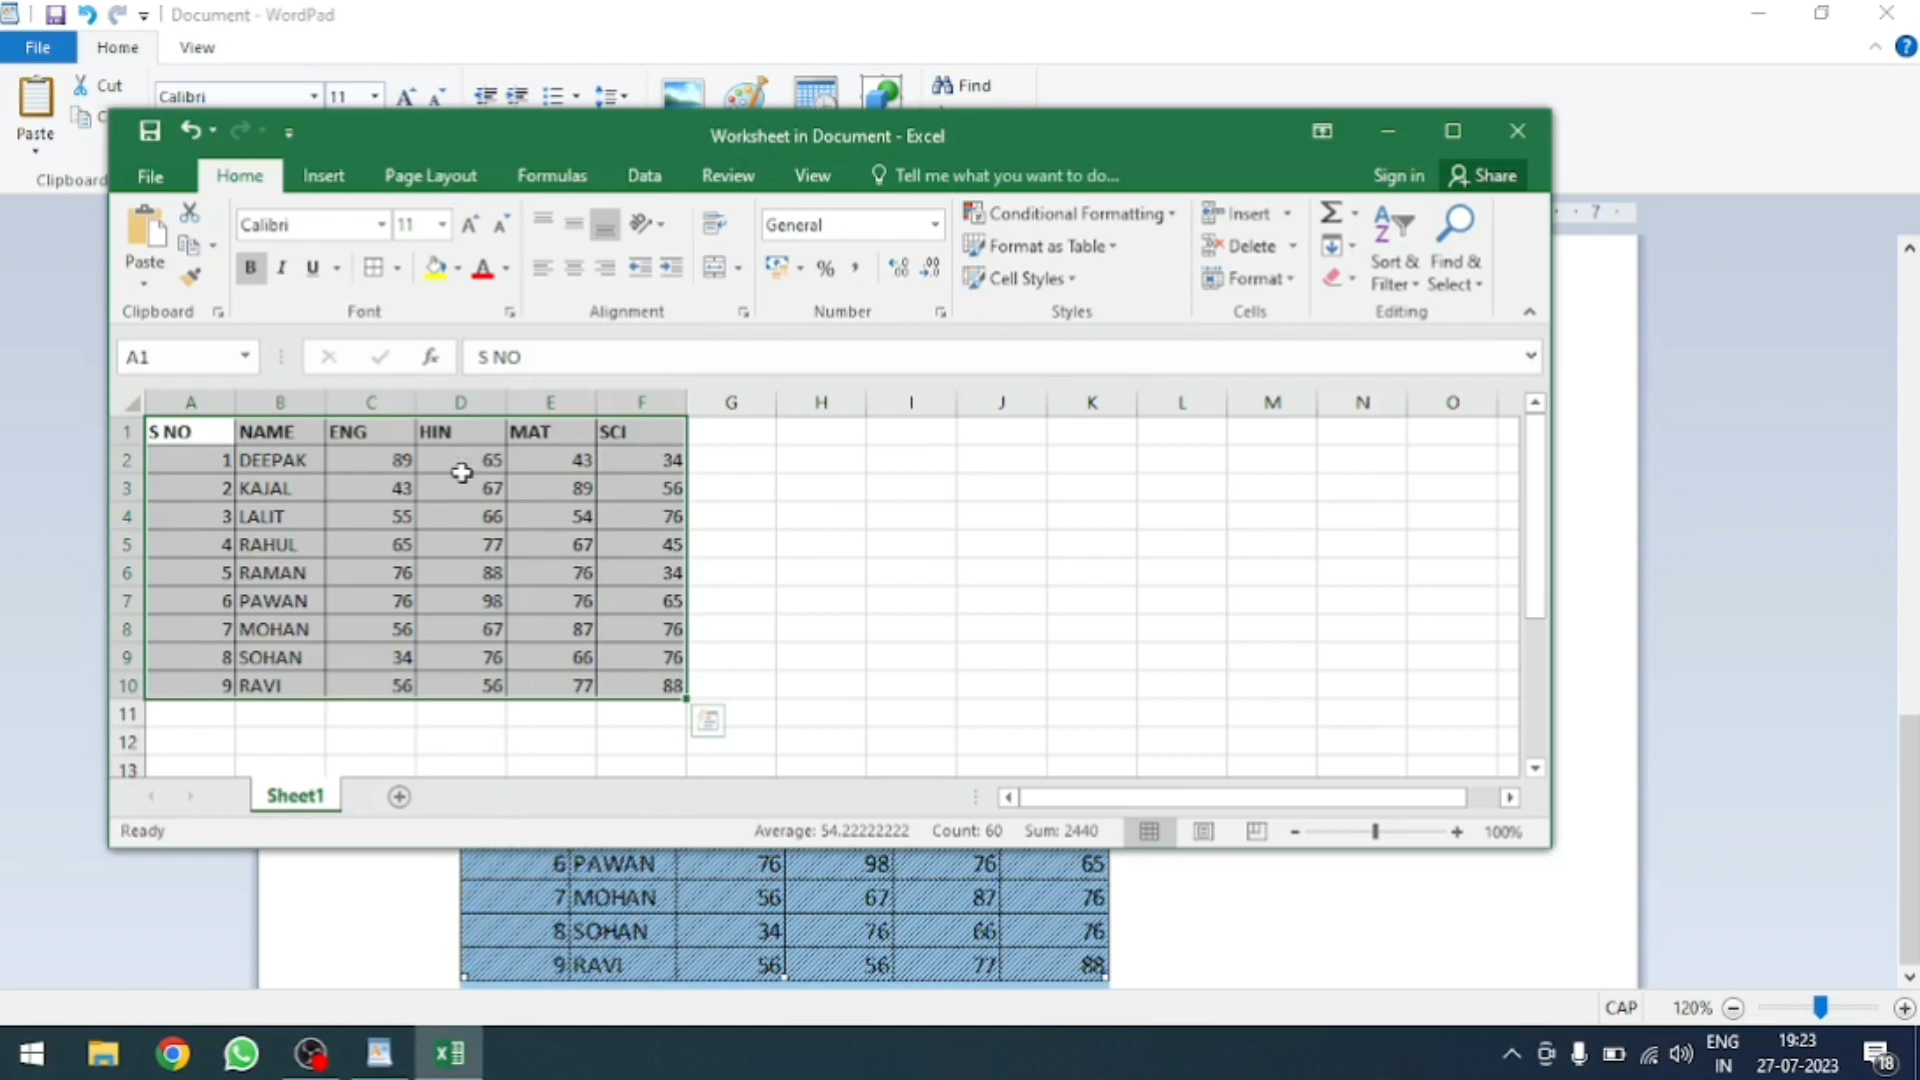 Document - WordPad
File Home View
Cut
Calibri 11
Find
Paste
Clipboard
Worksheet in Document - Excel
File Home Insert Page Layout Formulas Data Review View Tell me what you want to do... Sign in Share
Calibri 11 General
Conditional Formatting Insert
Format as Table Delete
Cell Styles Format
Paste B I U % , Sort & Filter Find & Select
Clipboard Font Alignment Number Styles Cells Editing
A1 fx S NO
A B C D E F G H I J K L M N O
1 S NO NAME ENG HIN MAT SCI
2 1 DEEPAK 89 65 43 34
3 2 KAJAL 43 67 89 56
4 3 LALIT 55 66 54 76
5 4 RAHUL 65 77 67 45
6 5 RAMAN 76 88 76 34
7 6 PAWAN 76 98 76 65
8 7 MOHAN 56 67 87 76
9 8 SOHAN 34 76 66 76
10 9 RAVI 56 56 77 88
11
12
13
Sheet1
Ready Average: 54.22222222 Count: 60 Sum: 2440 100%
6 PAWAN 76 98 76 65
7 MOHAN 56 67 87 76
8 SOHAN 34 76 66 76
9 RAVI 56 56 77 88
CAP 120%
ENG 19:23
IN 27-07-2023 18